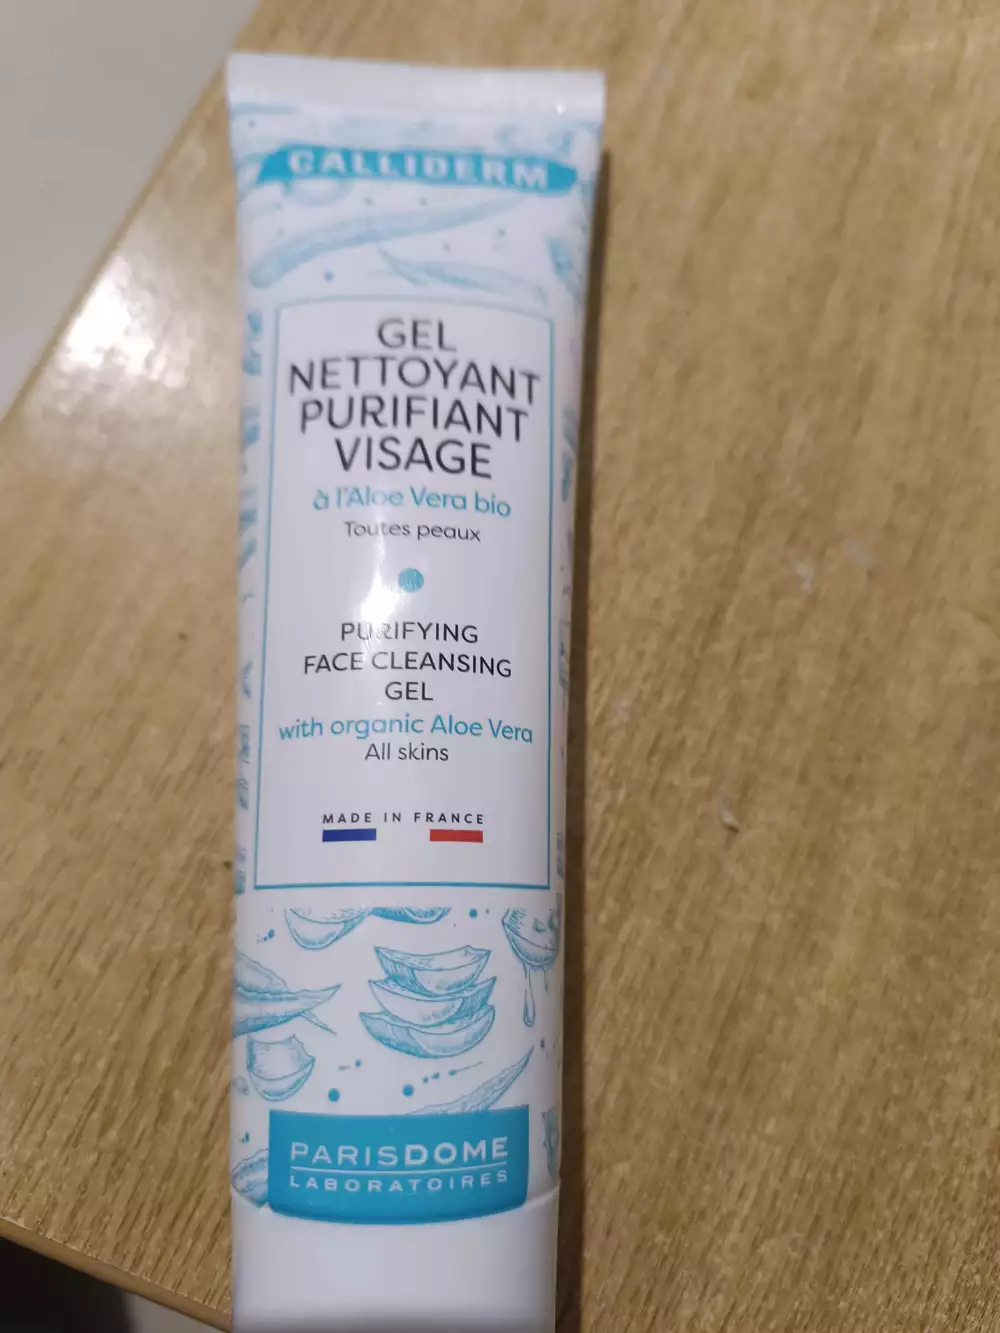 CALLIDERM
GEL
NETTOYANT
PURIFIANT
VISAGE
à l'Aloe Vera bio
Toutes peaux
PURIFYING
FACE CLEANSING
GEL
with organic Aloe Vera
All skins
MADE IN FRANCE
PARISDOME
LABORATOIRES